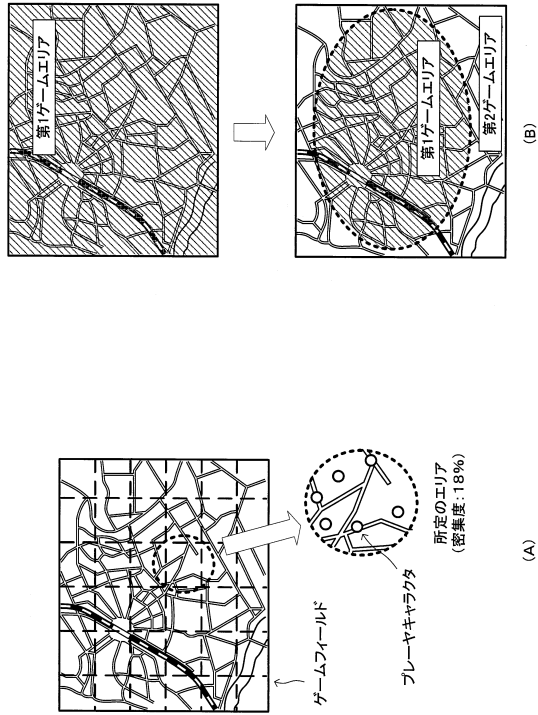 ゲームフィールド
プレーヤキャラクタ
所定のエリア
(密集度:18%)
(A)
第1ゲームエリア
第1ゲームエリア
第2ゲームエリア
(B)